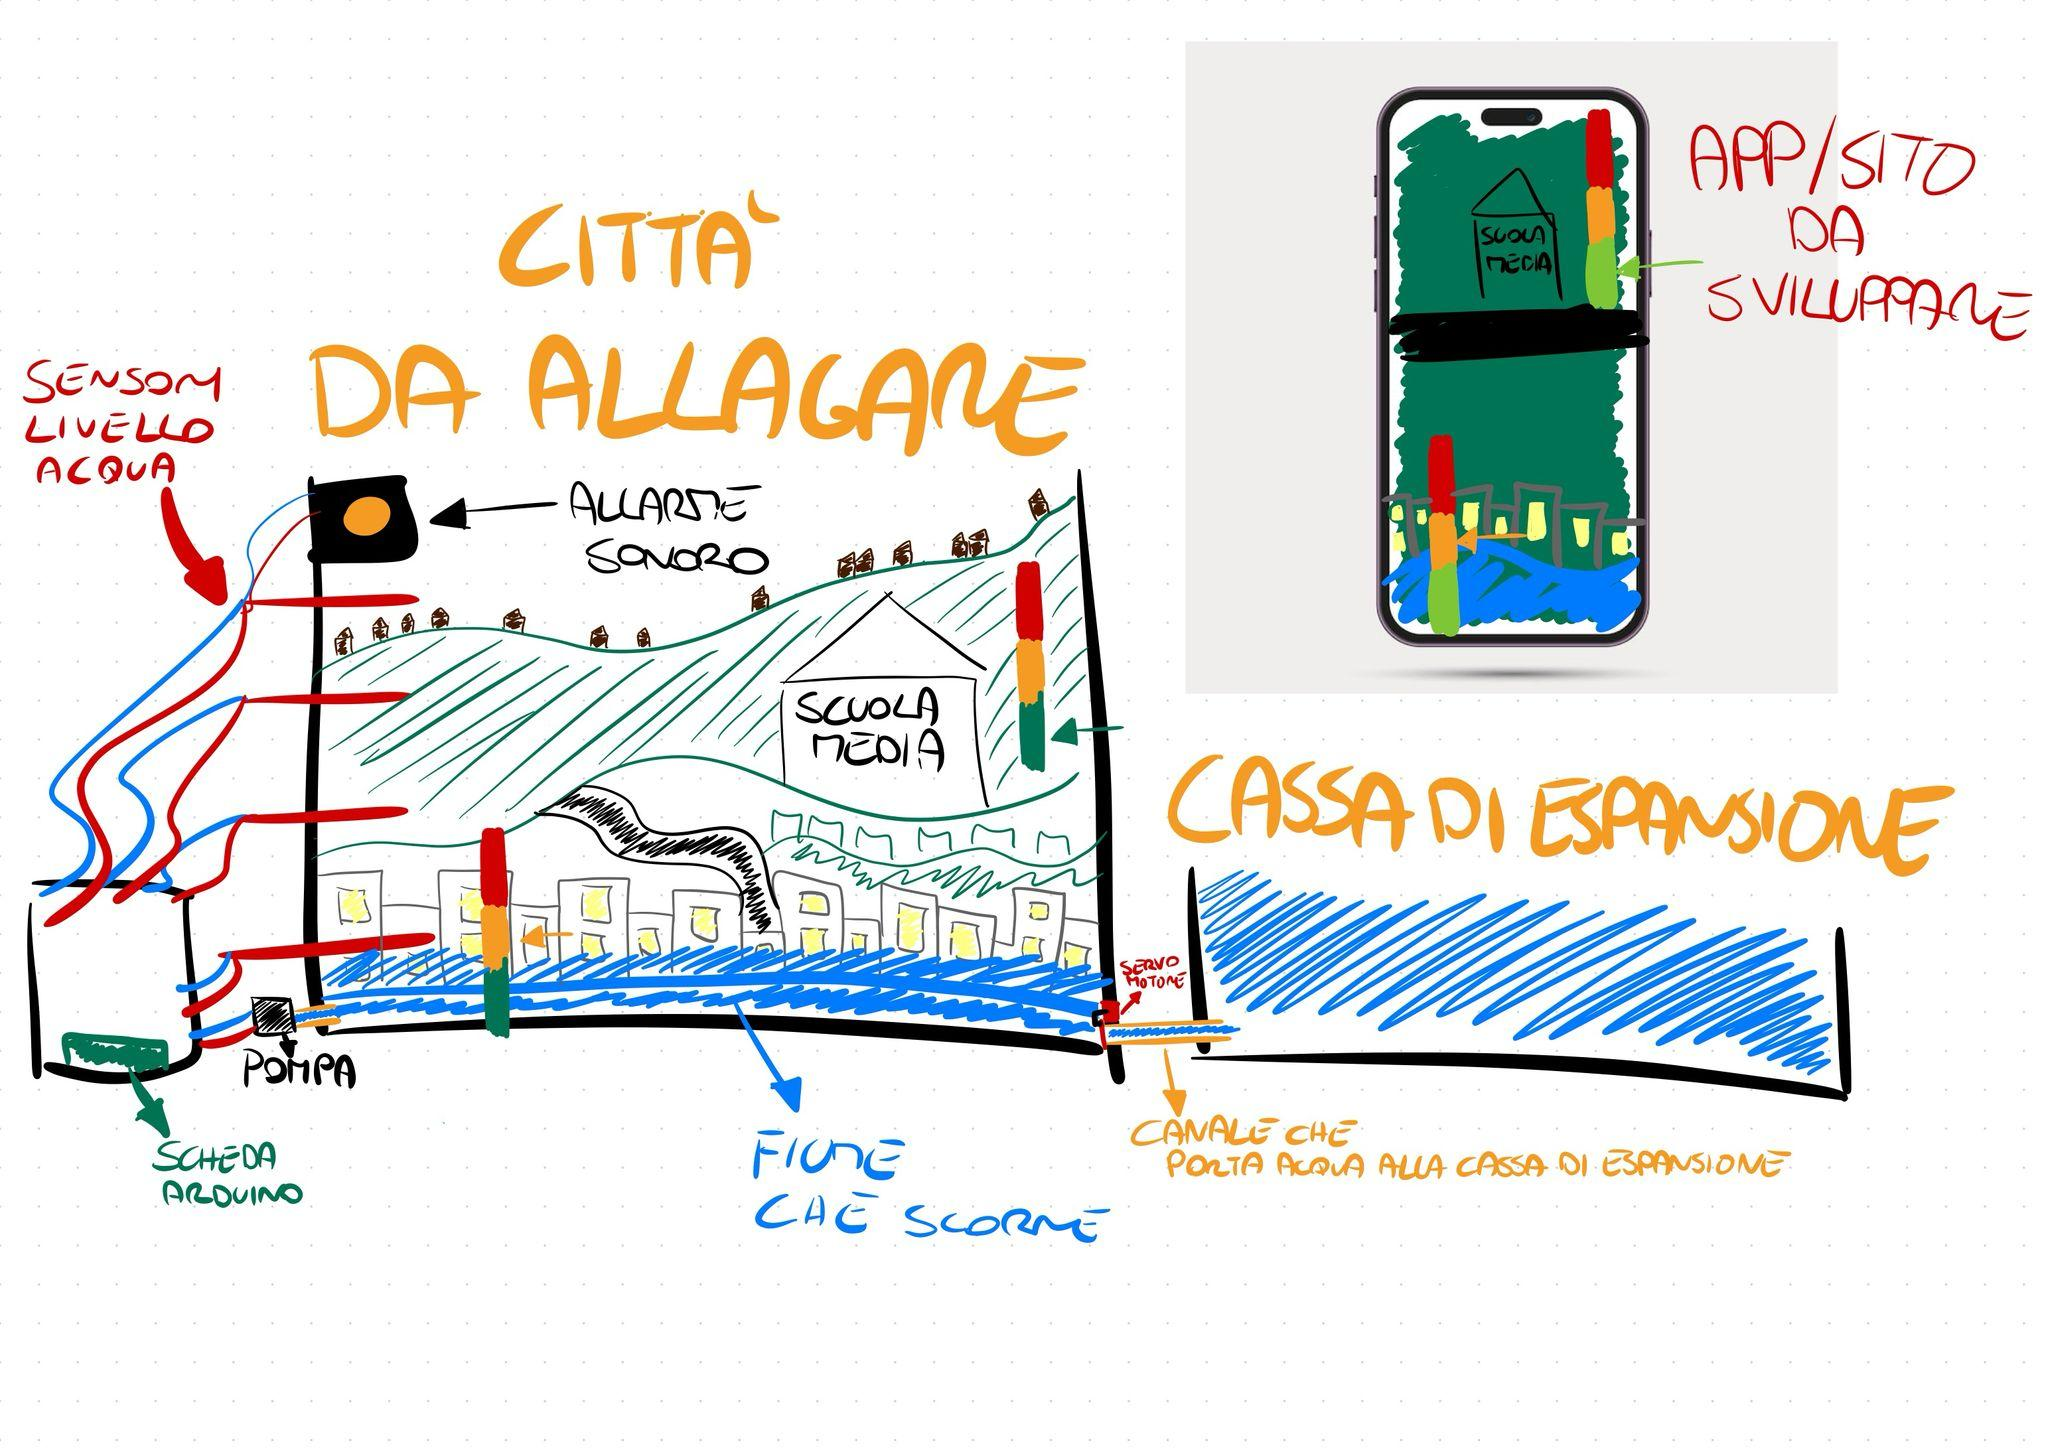 CITTÀ
DA ALLAGARE
SENSORI
LIVELLO
ACQUA
ALLARME
SONORO
SCUOLA
MEDIA
POMPA
SCHEDA
ARDUINO
FIUME
CHE SCORRE
SERVO
MOTORE
CANALE CHE
PORTA ACQUA ALLA CASSA DI ESPANSIONE
CASSA DI ESPANSIONE
SCUOLA
MEDIA
APP/SITO
DA
SVILUPPARE